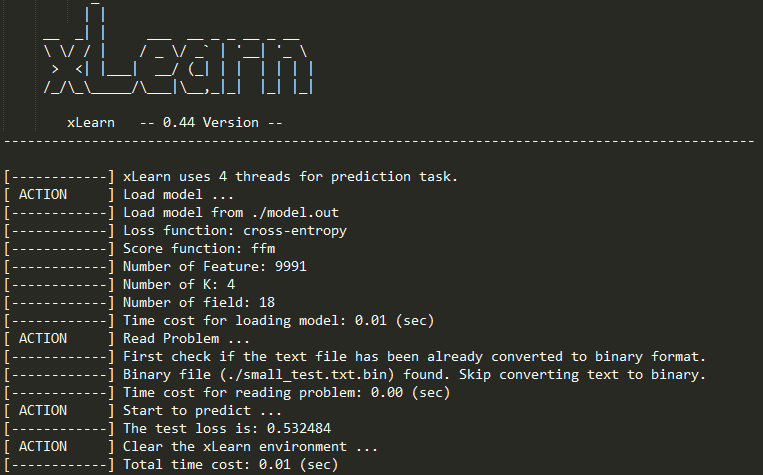 xLearn
xLearn   -- 0.44 Version --
----------------------------------------------------------------------------------------------
[------------] xLearn uses 4 threads for prediction task.
[ ACTION     ] Load model ...
[------------] Load model from ./model.out
[------------] Loss function: cross-entropy
[------------] Score function: ffm
[------------] Number of Feature: 9991
[------------] Number of K: 4
[------------] Number of field: 18
[------------] Time cost for loading model: 0.01 (sec)
[ ACTION     ] Read Problem ...
[------------] First check if the text file has been already converted to binary format.
[------------] Binary file (./small_test.txt.bin) found. Skip converting text to binary.
[------------] Time cost for reading problem: 0.00 (sec)
[ ACTION     ] Start to predict ...
[------------] The test loss is: 0.532484
[ ACTION     ] Clear the xLearn environment ...
[------------] Total time cost: 0.01 (sec)